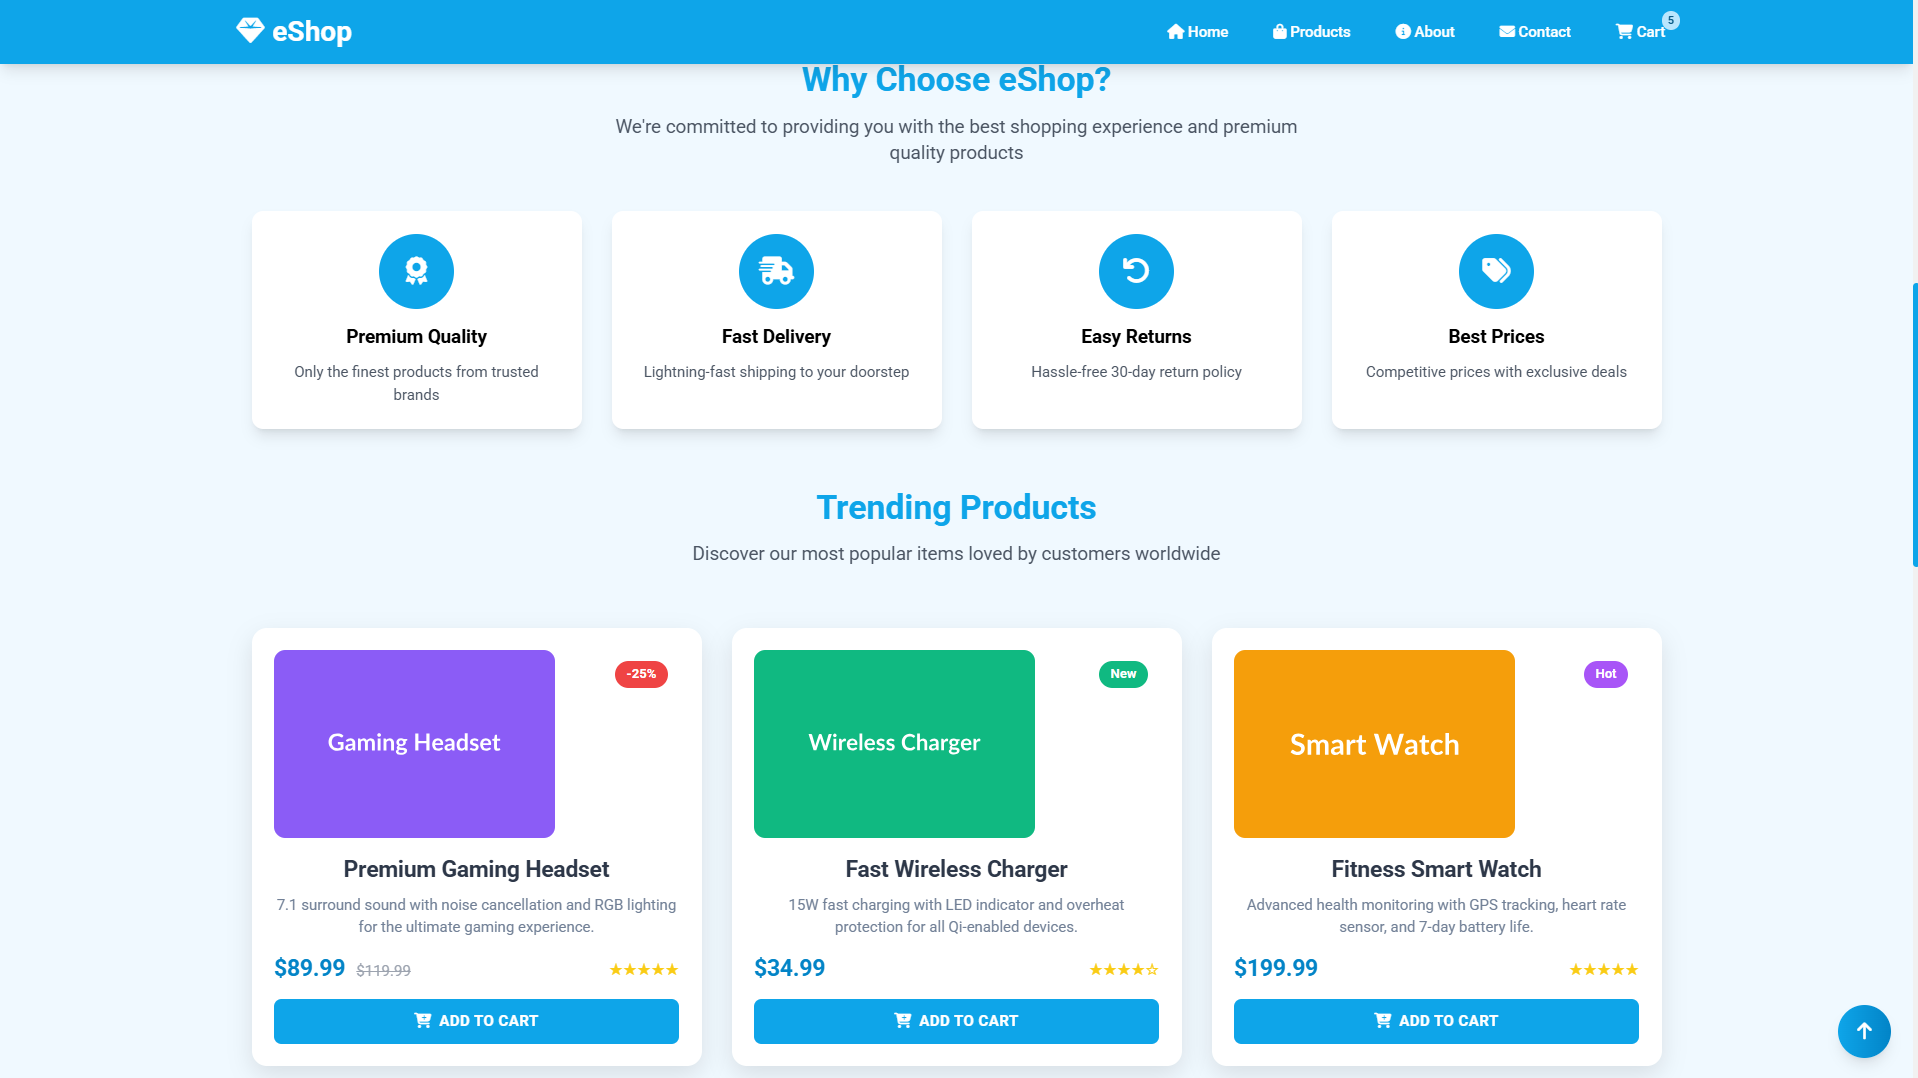 eShop
Home
Products
About
Contact
Cart
5
Why Choose eShop?
We're committed to providing you with the best shopping experience and premium
quality products
Premium Quality
Only the finest products from trusted
brands
Fast Delivery
Lightning-fast shipping to your doorstep
Easy Returns
Hassle-free 30-day return policy
Best Prices
Competitive prices with exclusive deals
Trending Products
Discover our most popular items loved by customers worldwide
Gaming Headset
-25%
Premium Gaming Headset
7.1 surround sound with noise cancellation and RGB lighting
for the ultimate gaming experience.
$89.99 $119.99
ADD TO CART
Wireless Charger
New
Fast Wireless Charger
15W fast charging with LED indicator and overheat
protection for all Qi-enabled devices.
$34.99
ADD TO CART
Smart Watch
Hot
Fitness Smart Watch
Advanced health monitoring with GPS tracking, heart rate
sensor, and 7-day battery life.
$199.99
ADD TO CART